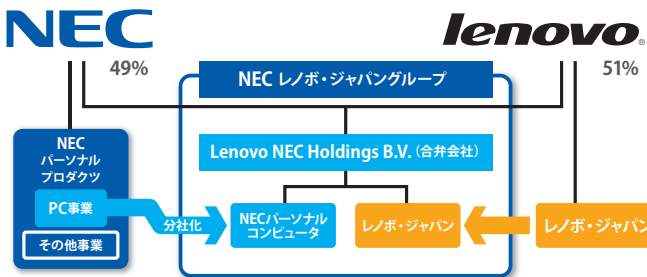 NEC
lenovo®
49%
51%
NEC レノボ・ジャパングループ
NEC
パーソナル
プロダクツ
PC事業
その他事業
Lenovo NEC Holdings B.V.(合弁会社)
分社化
NECパーソナル
コンピュータ
レノボ・ジャパン
レノボ・ジャパン